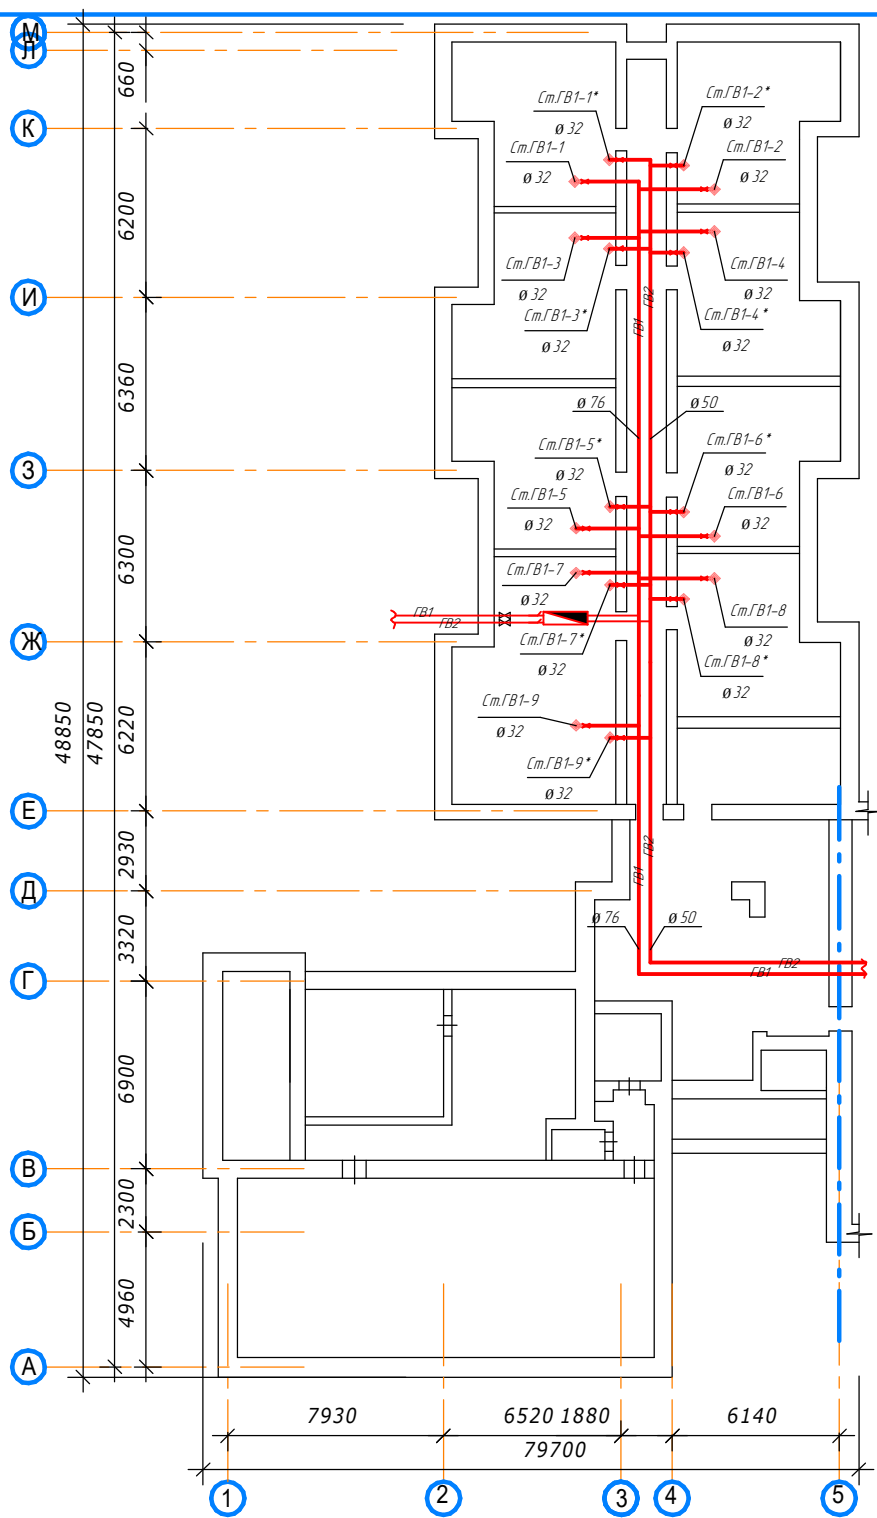 М
Л
660
К
Ст.ГВ1-1*
ø 32
Ст.ГВ1-2*
ø 32
Ст.ГВ1-1
ø 32
Ст.ГВ1-2
ø 32
6200
Ст.ГВ1-3
ø 32
Ст.ГВ1-4
ø 32
И
ГВ1
ГВ2
Ст.ГВ1-3*
ø 32
Ст.ГВ1-4*
ø 32
6360
ø 76
ø 50
З
Ст.ГВ1-5*
ø 32
Ст.ГВ1-6*
ø 32
Ст.ГВ1-5
ø 32
Ст.ГВ1-6
ø 32
6300
Ст.ГВ1-7
ø 32
ГВ1
ГВ2
Ст.ГВ1-8
ø 32
Ж
Ст.ГВ1-7*
ø 32
Ст.ГВ1-8*
ø 32
48850
47850
6220
Ст.ГВ1-9
ø 32
Ст.ГВ1-9*
ø 32
Е
2930
ГВ1
ГВ2
Д
3320
ø 76
ø 50
Г
ГВ2
ГВ1
6900
В
2300
Б
4960
А
7930
6520
1880
6140
79700
1
2
3
4
5